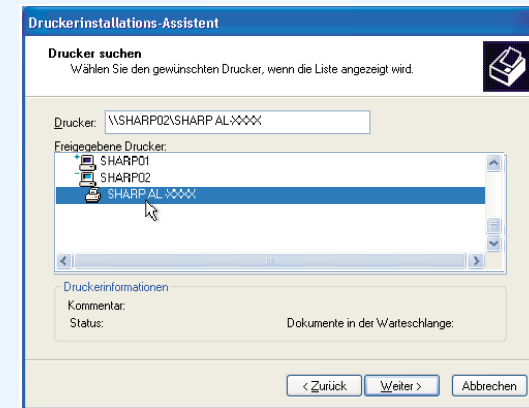 Druckerinstallations-Assistent
Drucker suchen
Wählen Sie den gewünschten Drucker, wenn die Liste angezeigt wird.
Drucker: \\SHARP02\SHARP AL-XXXX
Freigegebene Drucker:
SHARP01
SHARP02
SHARP AL-XXXX
Druckerinformationen
Kommentar:
Status: Dokumente in der Warteschlange:
< Zurück Weiter > Abbrechen